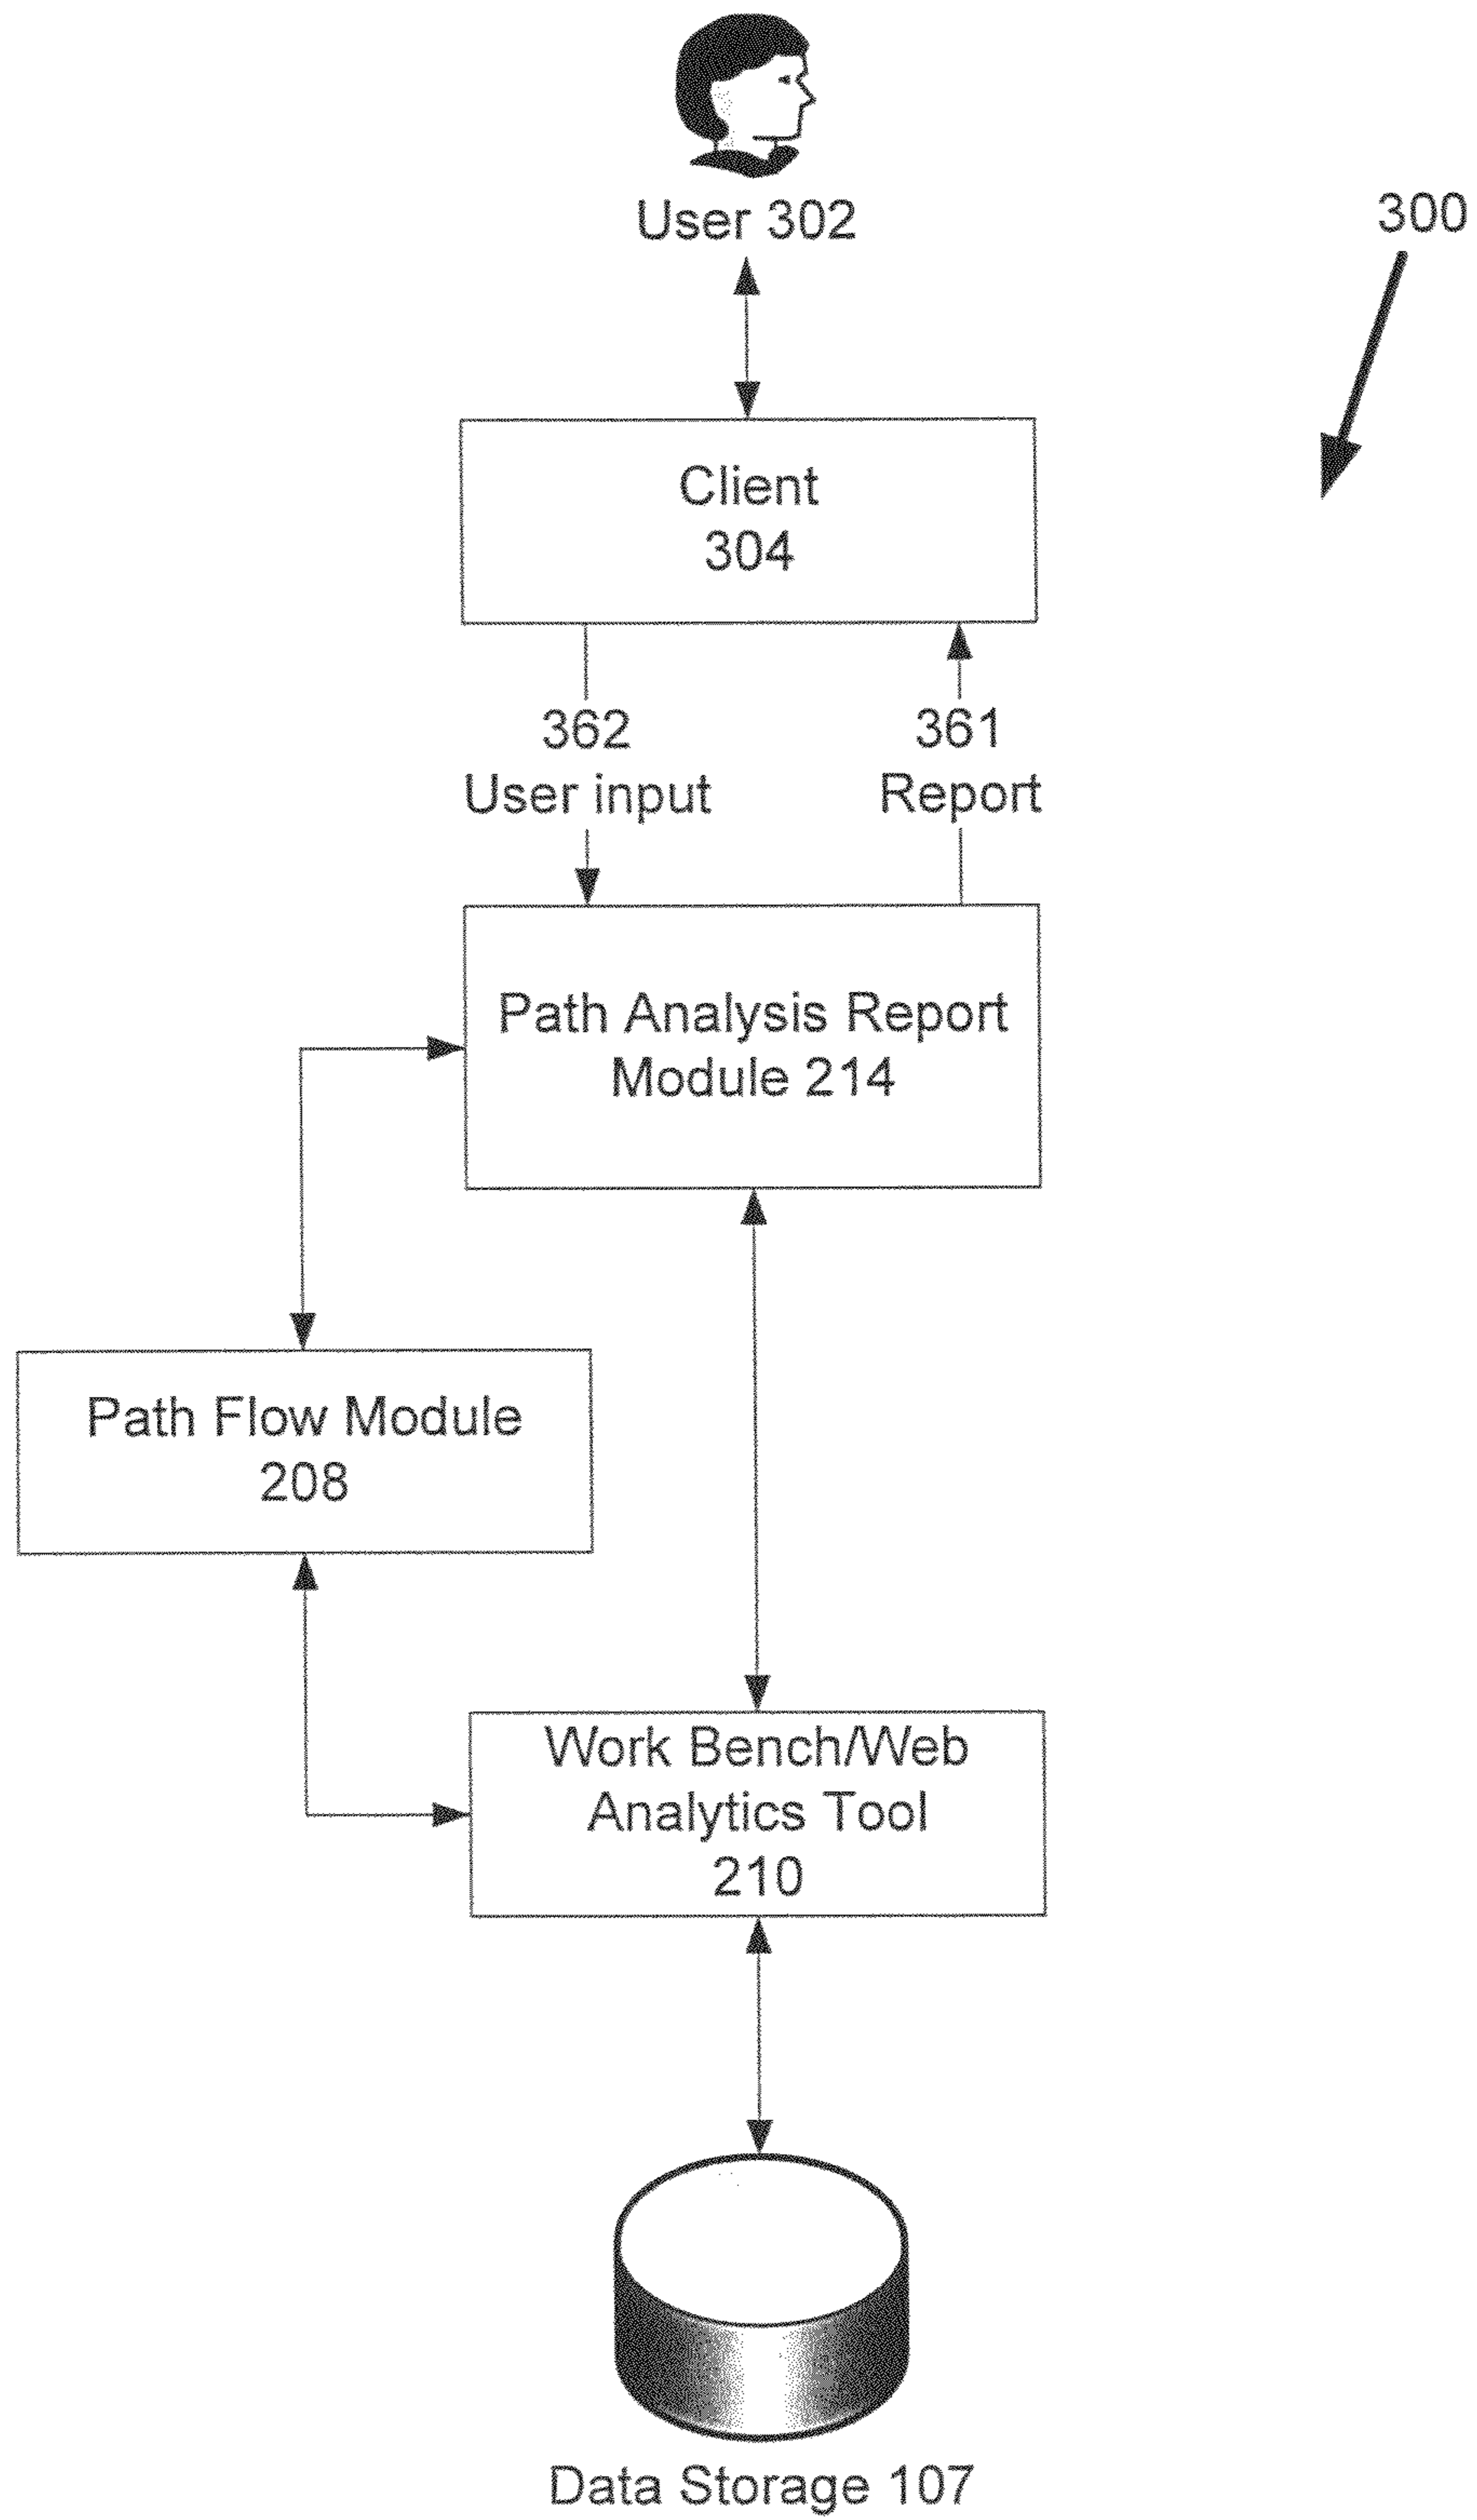 User 302
300
Client
304
362
User input
361
Report
Path Analysis Report
Module 214
Path Flow Module
208
Work Bench/Web
Analytics Tool
210
Data Storage 107